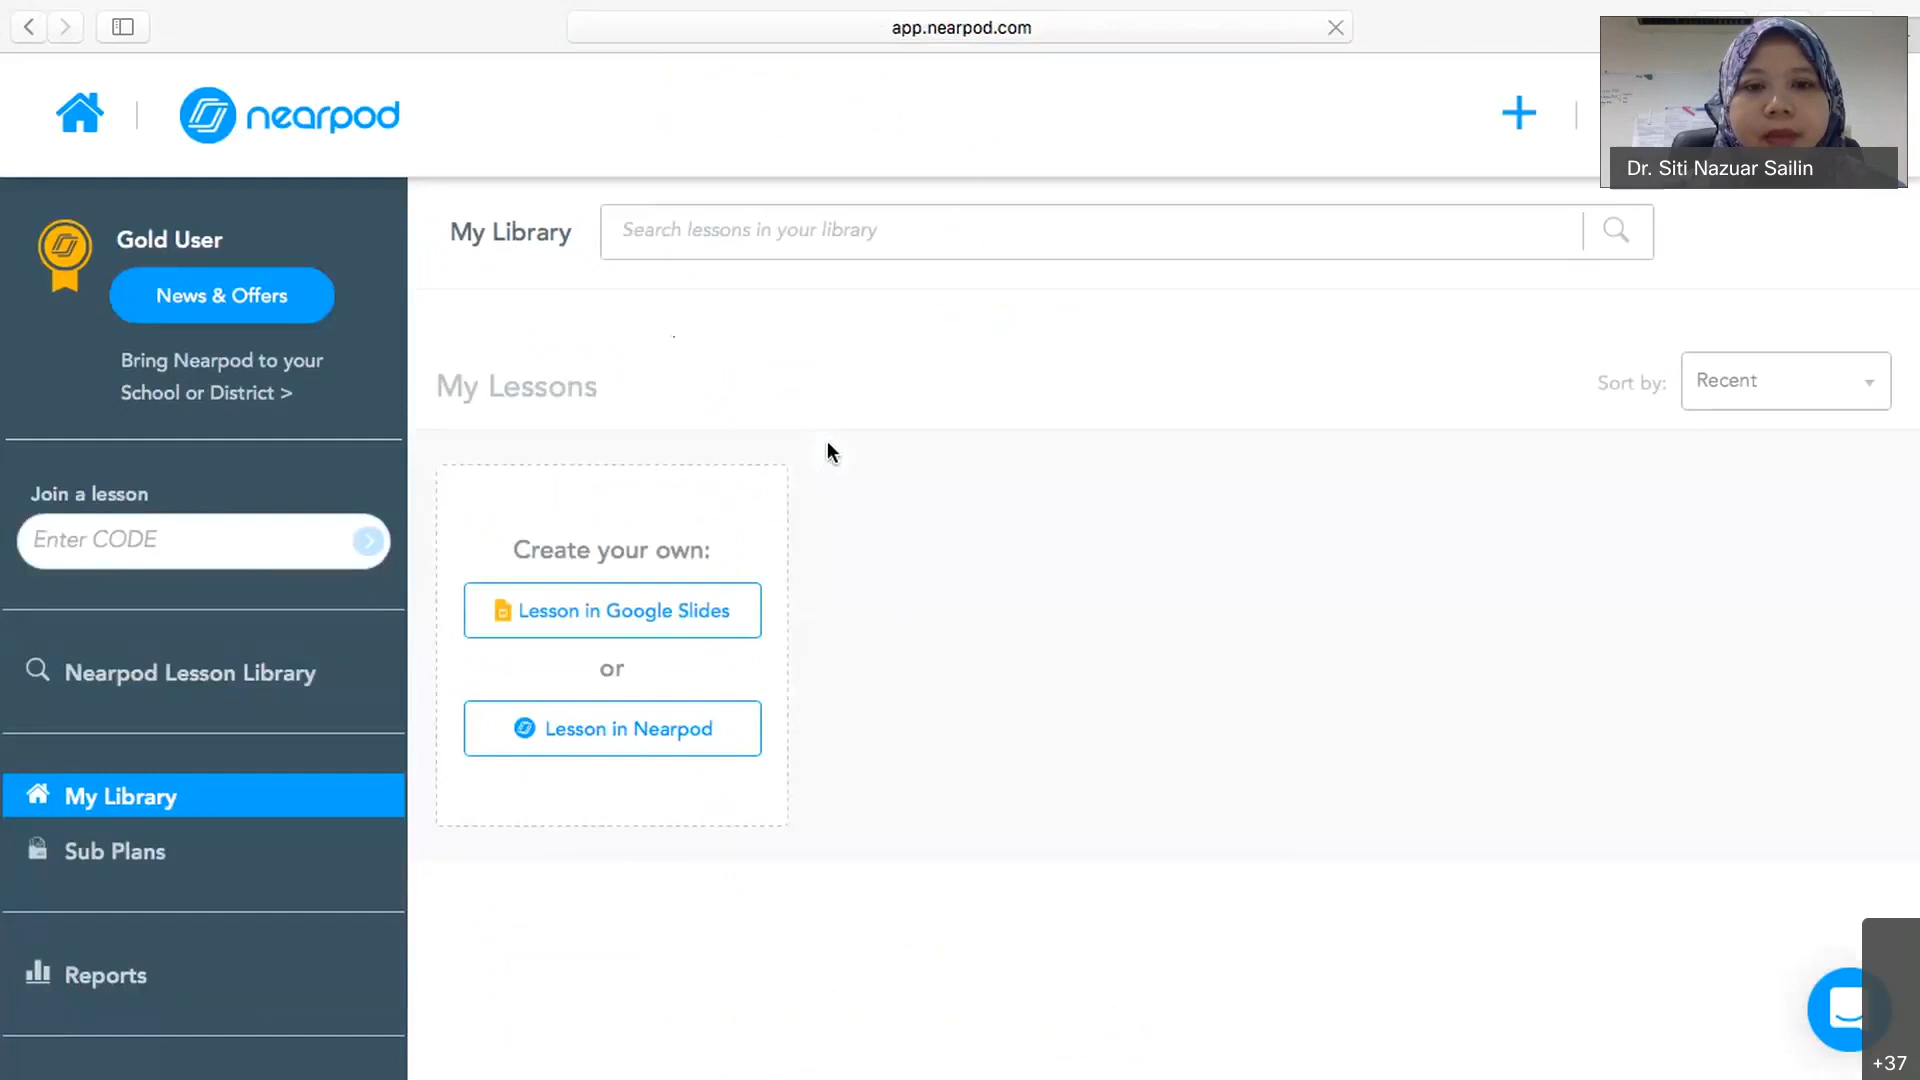 app.nearpod.com
nearpod
Dr. Siti Nazuar Sailin
Gold User
News & Offers
Bring Nearpod to your
School or District >
Join a lesson
Enter CODE
Nearpod Lesson Library
My Library
Sub Plans
Reports
My Library
Search lessons in your library
My Lessons
Sort by:
Recent
Create your own:
Lesson in Google Slides
or
Lesson in Nearpod
+37